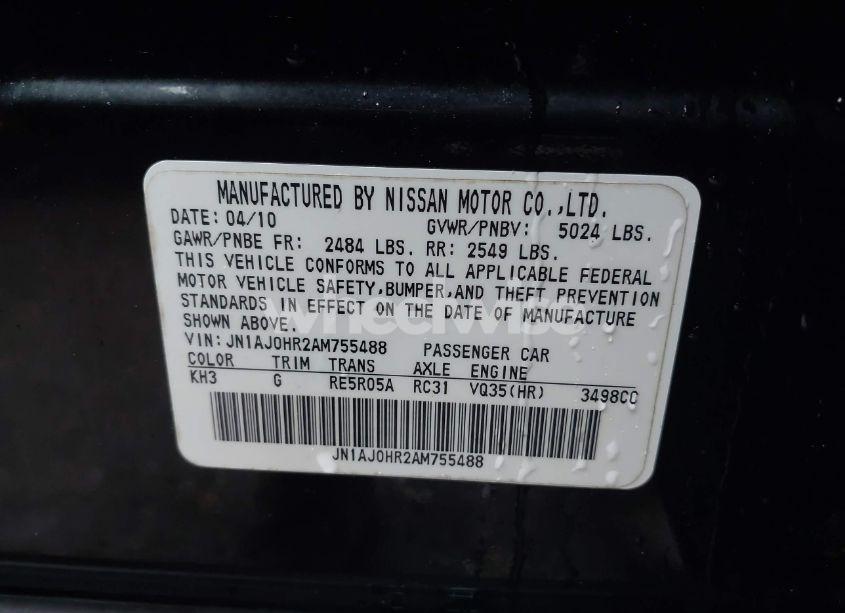 MANUFACTURED BY NISSAN MOTOR CO.,LTD.
DATE: 04/10 GVWR/PNBV: 5024 LBS.
GAWR/PNBE FR: 2484 LBS. RR: 2549 LBS.
THIS VEHICLE CONFORMS TO ALL APPLICABLE FEDERAL
MOTOR VEHICLE SAFETY,BUMPER,AND THEFT PREVENTION
STANDARDS IN EFFECT ON THE DATE OF MANUFACTURE
SHOWN ABOVE.
wheelwise
VIN:JN1AJ0HR2AM755488 PASSENGER CAR
COLOR TRIM TRANS AXLE ENGINE
KH3 G RE5R05A RC31 VQ35(HR) 3498CC
JN1AJ0HR2AM755488